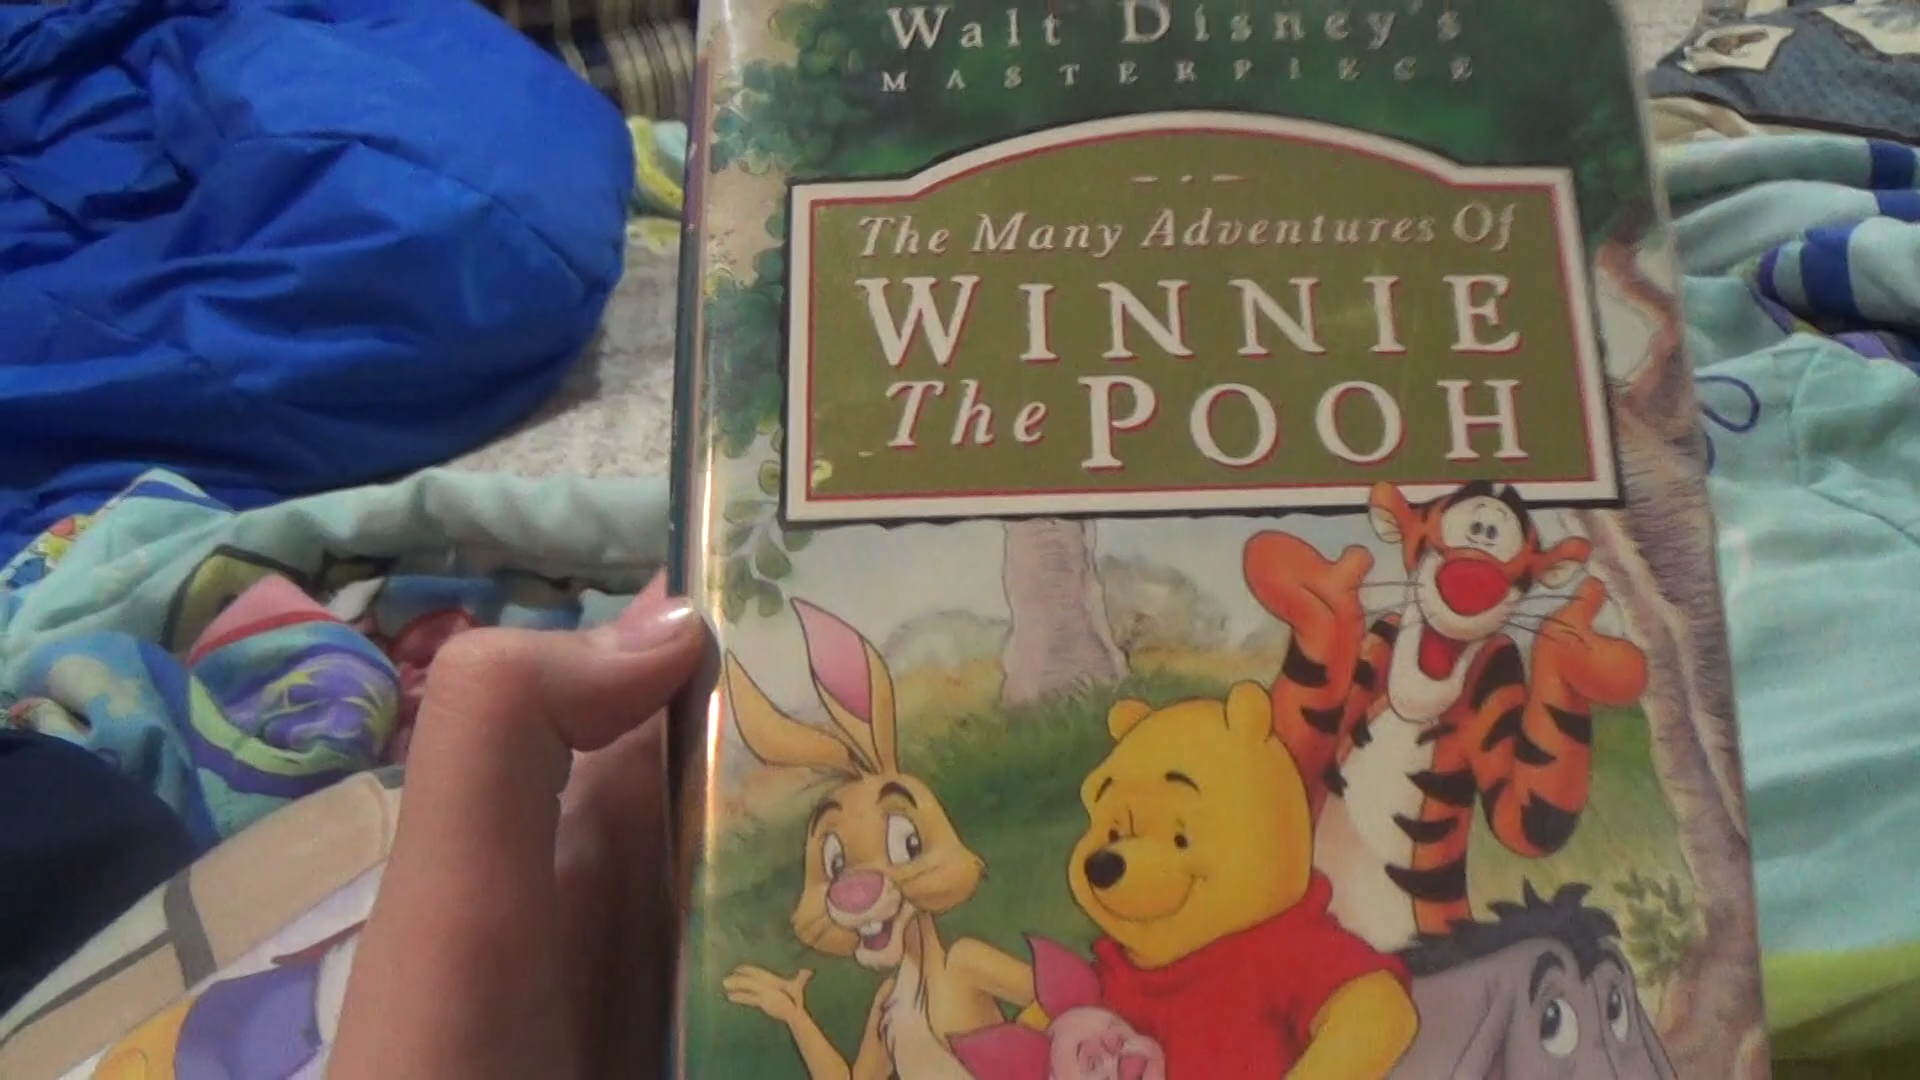 Walt Disney's
MASTERPIECE
The Many Adventures Of
WINNIE
The POOH